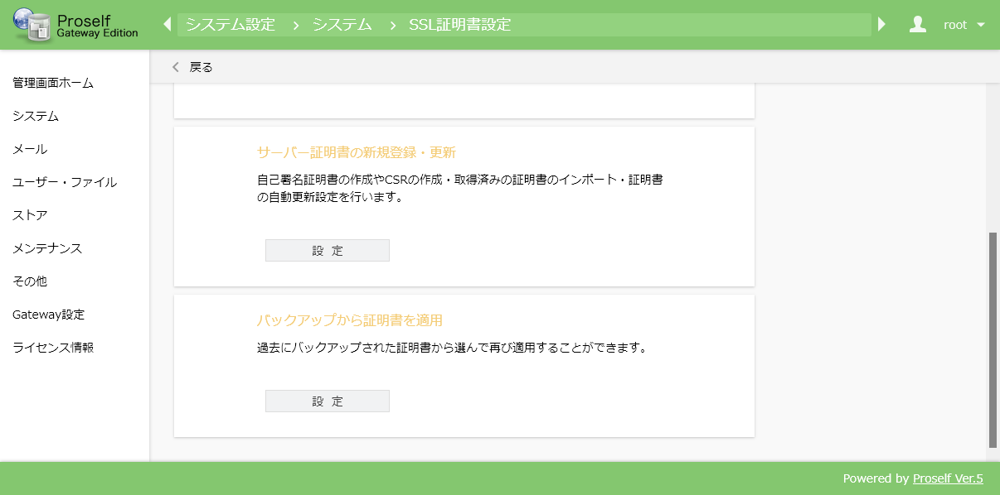 Proself
Gateway Edition
システム設定 > システム > SSL証明書設定
root
戻る
管理画面ホーム
システム
メール
ユーザー・ファイル
ストア
メンテナンス
その他
Gateway設定
ライセンス情報
サーバー証明書の新規登録・更新
自己署名証明書の作成やCSRの作成・取得済みの証明書のインポート・証明書
の自動更新設定を行います。
設 定
バックアップから証明書を適用
過去にバックアップされた証明書から選んで再び適用することができます。
設 定
Powered by Proself Ver.5